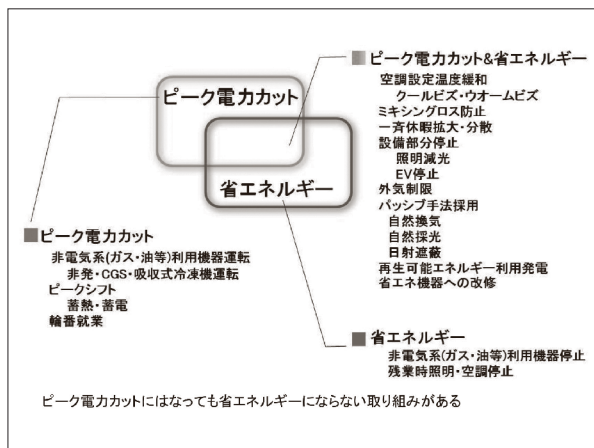 ピーク電力カット
省エネルギー
■ピーク電力カット&省エネルギー
空調設定温度緩和
クールビズ・ウオームビズ
ミキシングロス防止
一斉休暇拡大・分散
設備部分停止
照明減光
EV停止
外気制限
パッシブ手法採用
自然換気
自然採光
日射遮蔽
再生可能エネルギー利用発電
省エネ機器への改修
■ピーク電力カット
非電気系(ガス・油等)利用機器運転
非発・CGS・吸収式冷凍機運転
ピークシフト
蓄熱・蓄電
輪番就業
■省エネルギー
非電気系(ガス・油等)利用機器停止
残業時照明・空調停止
ピーク電力カットにはなっても省エネルギーにならない取り組みがある